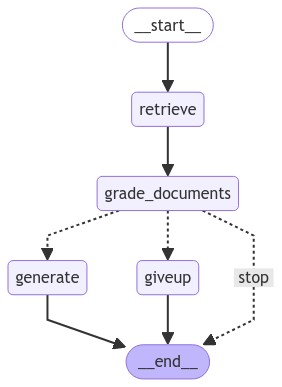 __start__
retrieve
grade_documents
generate
giveup
stop
__end__